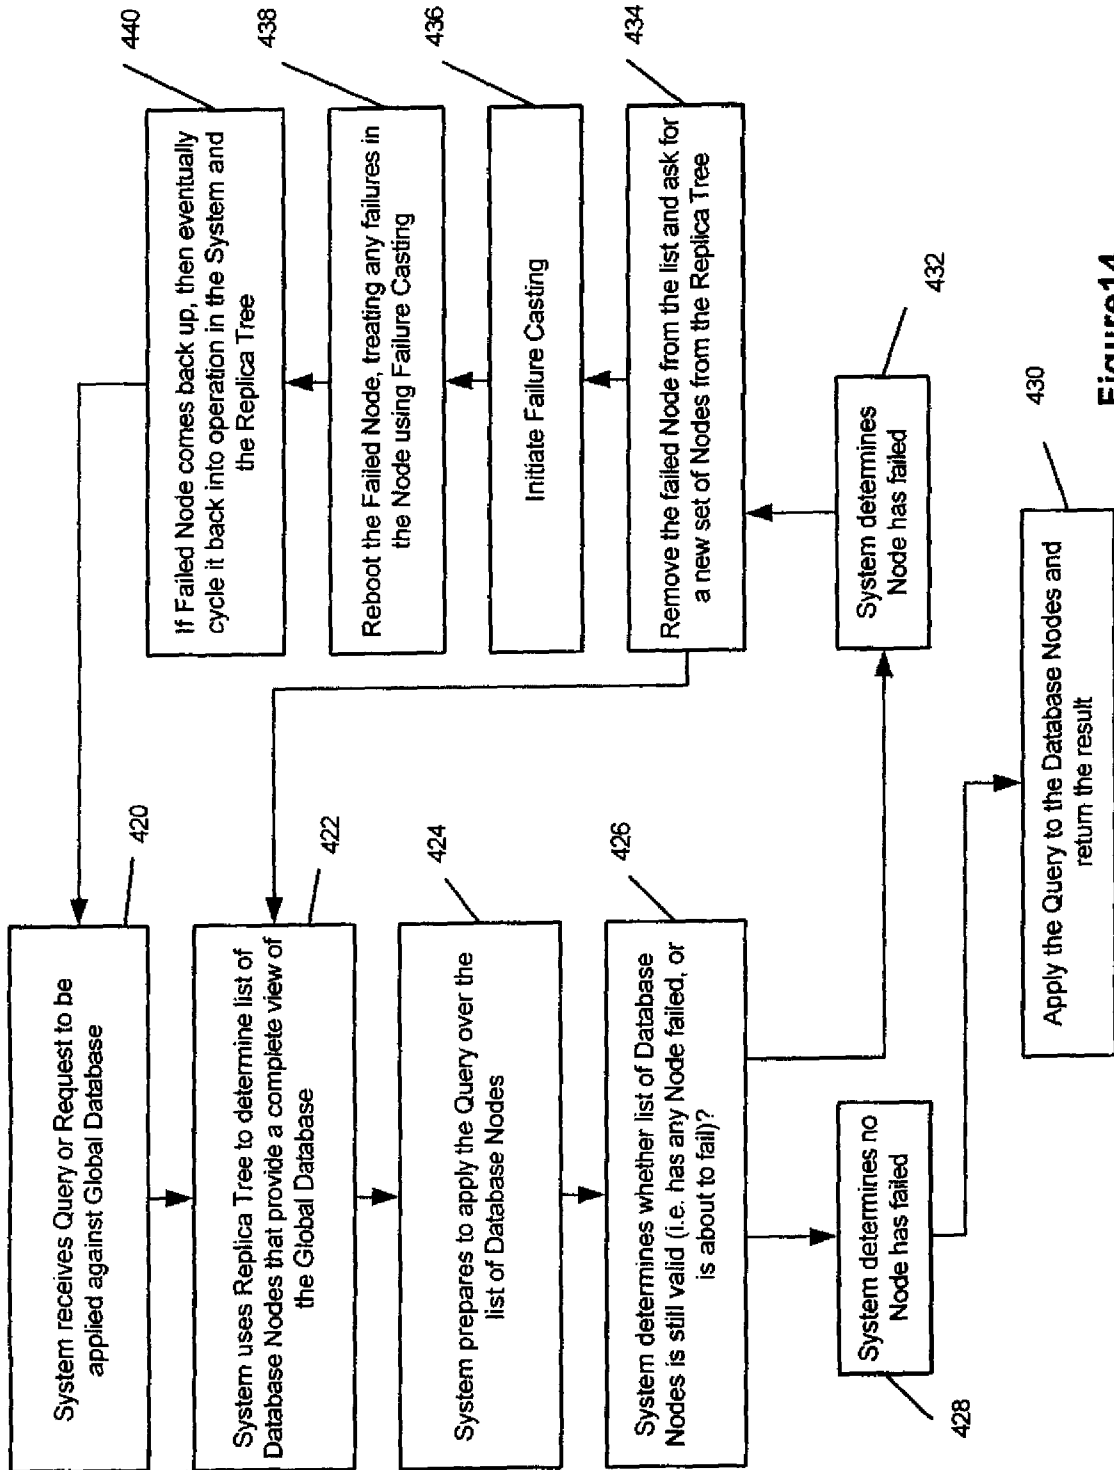 System receives Query or Request to be
applied against Global Database
420
System uses Replica Tree to determine list of
Database Nodes that provide a complete view of
the Global Database
422
System prepares to apply the Query over the
list of Database Nodes
424
System determines whether list of Database
Nodes is still valid (i.e. has any Node failed, or
is about to fail)?
426
System determines no
Node has failed
428
Apply the Query to the Database Nodes and
return the result
430
System determines
Node has failed
432
Remove the failed Node from the list and ask for
a new set of Nodes from the Replica Tree
434
Initiate Failure Casting
436
Reboot the Failed Node, treating any failures in
the Node using Failure Casting
438
If Failed Node comes back up, then eventually
cycle it back into operation in the System and
the Replica Tree
440
Figure14